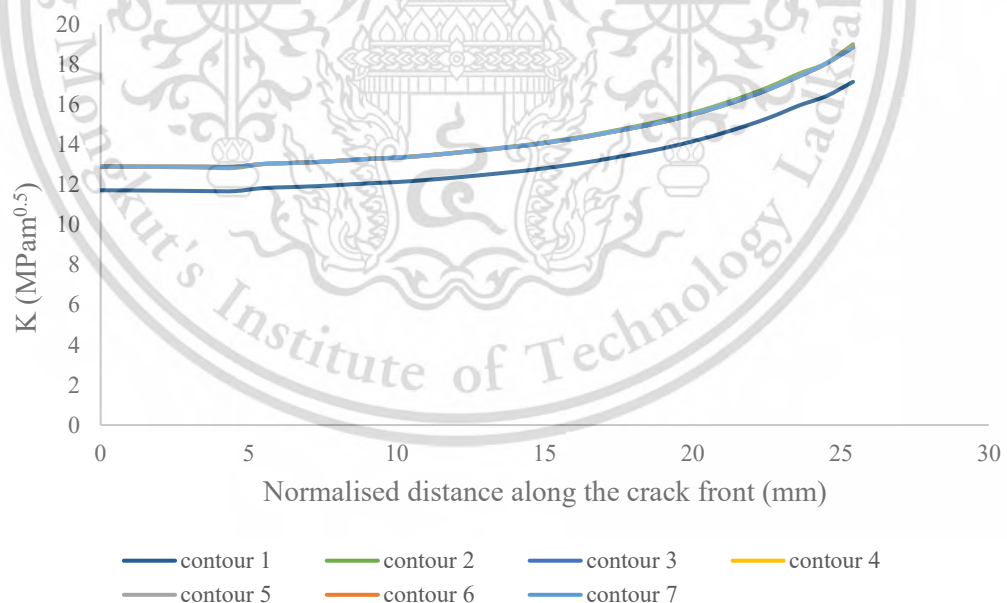 20
18
16
14
12
10
8
6
4
2
0
K (MPam^0.5)
0 5 10 15 20 25 30
Normalised distance along the crack front (mm)
contour 1 contour 2 contour 3 contour 4
contour 5 contour 6 contour 7
Institute of Technology